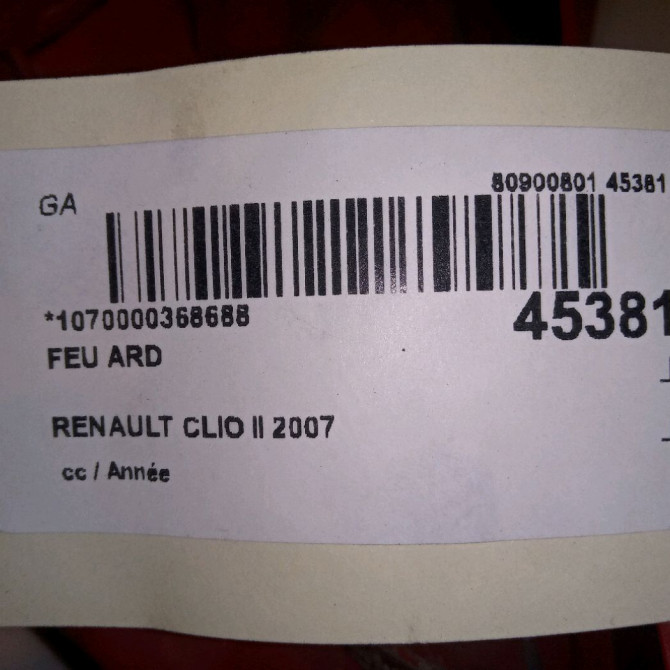 80900801 45381
GA
*1070000368688
45381
FEU ARD
RENAULT CLIO II 2007
cc / Année